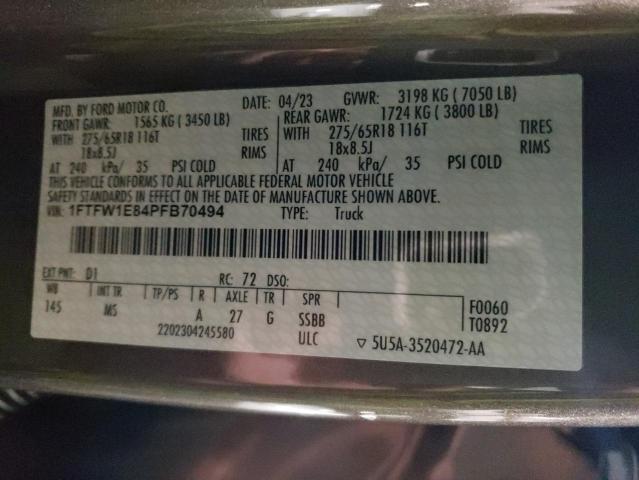 MFD. BY FORD MOTOR CO. DATE: 04/23 GVWR: 3198 KG ( 7050 LB)
FRONT GAWR: 1565 KG ( 3450 LB) REAR GAWR: 1724 KG ( 3800 LB)
WITH 275/65R18 116T TIRES WITH 275/65R18 116T TIRES
18x8.5J RIMS 18x8.5J RIMS
AT 240 kPa/ 35 PSI COLD AT 240 kPa/ 35 PSI COLD
THIS VEHICLE CONFORMS TO ALL APPLICABLE FEDERAL MOTOR VEHICLE
SAFETY STANDARDS IN EFFECT ON THE DATE OF MANUFACTURE SHOWN ABOVE.
VIN: 1FTFW1E84PFB70494 TYPE: Truck
EXT PNT: D1 RC: 72 DSO:
WB INT TR TP/PS R AXLE TR SPR F0060
145 MS A 27 G SSBB T0892
2202304245580 ULC ▽ 5U5A-3520472-AA